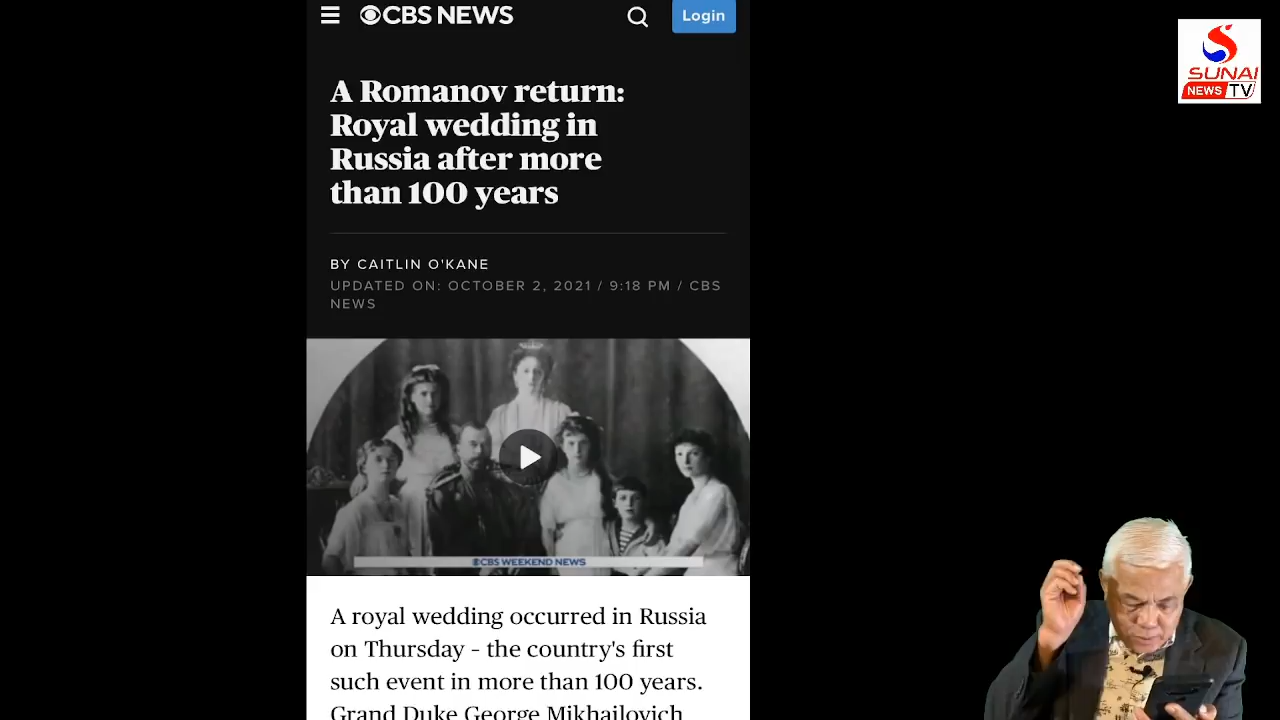 CBS NEWS
Login
SUNAI
NEWS TV
A Romanov return:
Royal wedding in
Russia after more
than 100 years
BY CAITLIN O'KANE
UPDATED ON: OCTOBER 2, 2021 / 9:18 PM / CBS
NEWS
CBS WEEKEND NEWS
A royal wedding occurred in Russia
on Thursday – the country's first
such event in more than 100 years.
Grand Duke George Mikhailovich